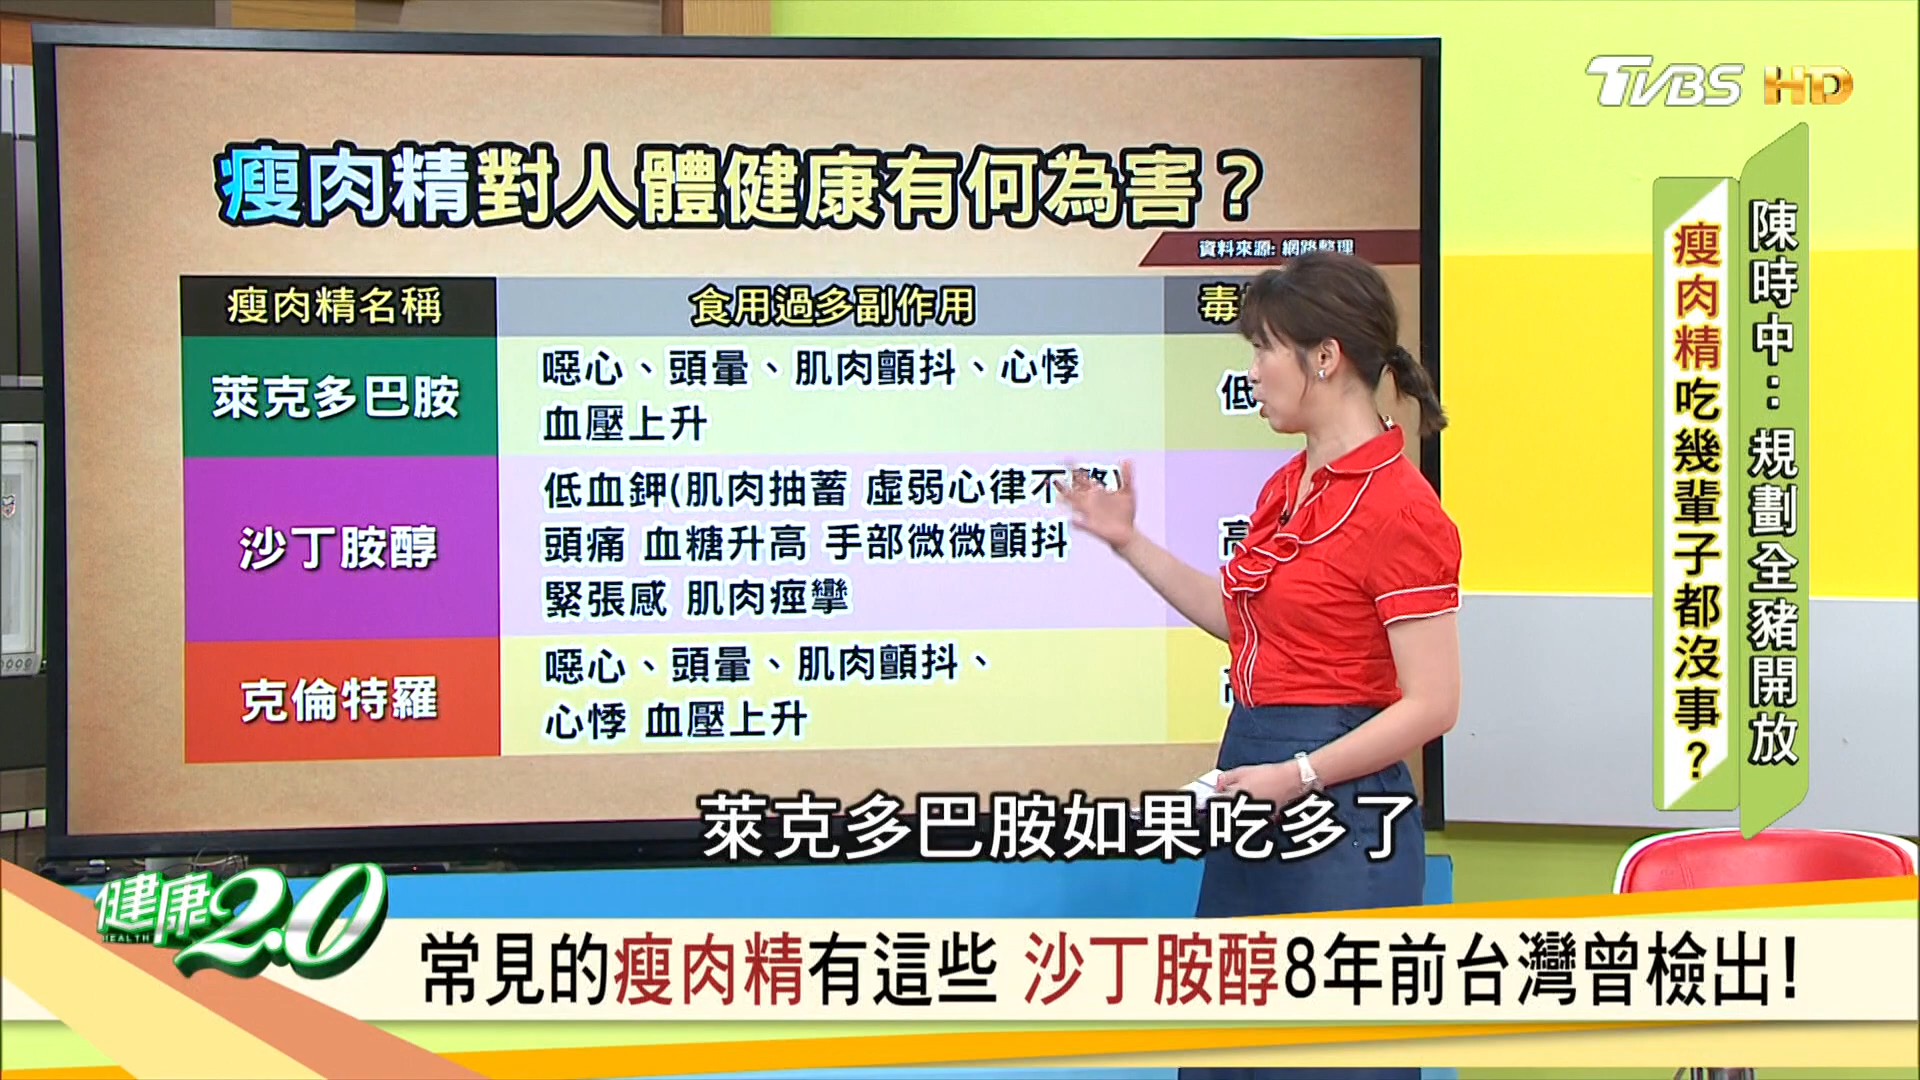 TVBS HD
瘦肉精對人體健康有何為害？
資料來源: 網路整理
瘦肉精名稱
食用過多副作用
毒
萊克多巴胺
噁心、頭暈、肌肉顫抖、心悸
血壓上升
低
沙丁胺醇
低血鉀(肌肉抽蓄 虛弱心律不整)
頭痛 血糖升高 手部微微顫抖
緊張感 肌肉痙攣
高
克倫特羅
噁心、頭暈、肌肉顫抖、
心悸 血壓上升
陳時中：規劃全豬開放
瘦肉精吃幾輩子都沒事？
萊克多巴胺如果吃多了
健康2.0
HEALTH
常見的瘦肉精有這些 沙丁胺醇8年前台灣曾檢出!